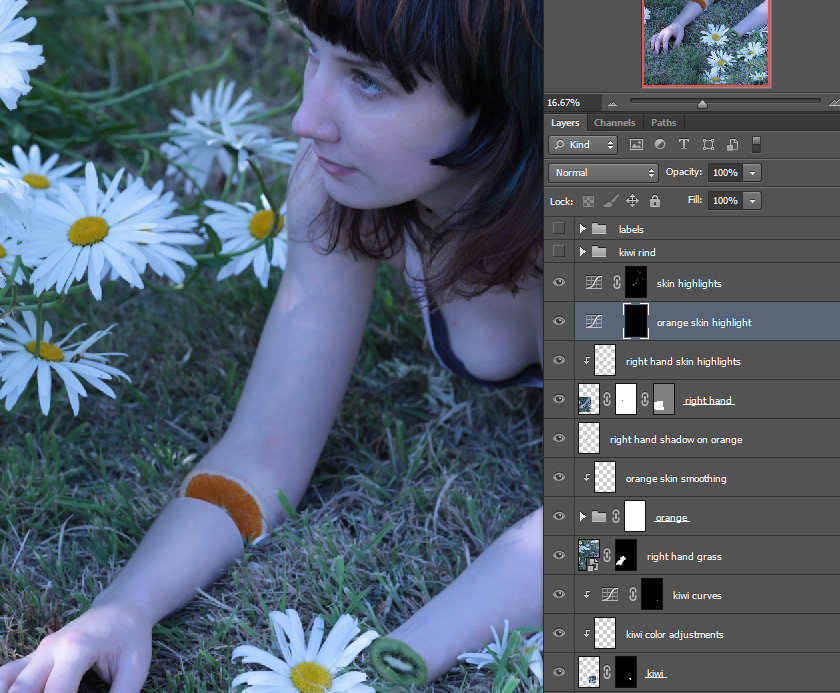 16.67%
Layers Channels Paths
Kind
Normal Opacity: 100%
Lock: Fill: 100%
labels
kiwi rind
skin highlights
orange skin highlight
right hand skin highlights
right hand
right hand shadow on orange
orange skin smoothing
orange
right hand grass
kiwi curves
kiwi color adjustments
kiwi